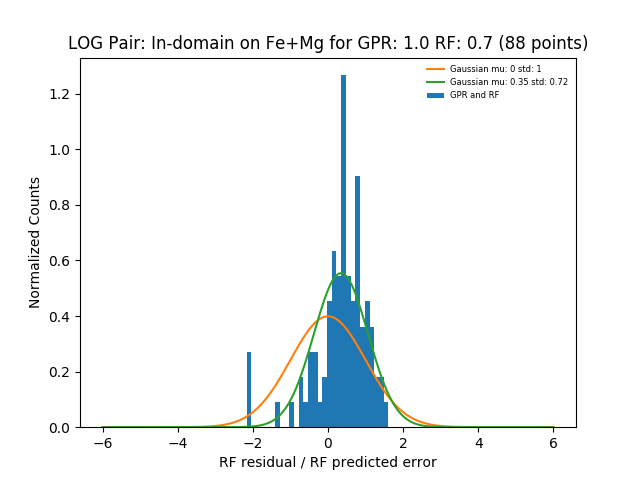 LOG Pair: In-domain on Fe+Mg for GPR: 1.0 RF: 0.7 (88 points)
Gaussian mu: 0 std: 1
Gaussian mu: 0.35 std: 0.72
GPR and RF
Normalized Counts
1.2
1.0
0.8
0.6
0.4
0.2
0.0
−6 −4 −2 0 2 4 6
RF residual / RF predicted error